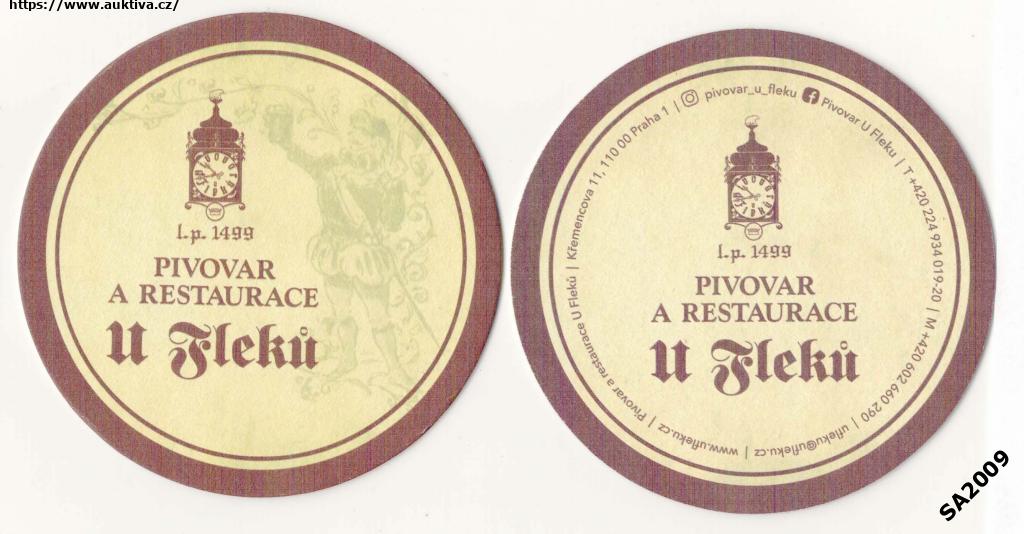 https://www.auktiva.cz/
l.p. 1499
PIVOVAR
A RESTAURACE
U Fleků
Pivovar a restaurace U Fleků | Křemencova 11, 110 00 Praha 1 | pivovar_u_fleku Pivovar U Fleku | T +420 224 934 019-20 | M +420 602 660 290 | ufleku@ufleku.cz | www.ufleku.cz |
l.p. 1499
PIVOVAR
A RESTAURACE
U Fleků
SA2009